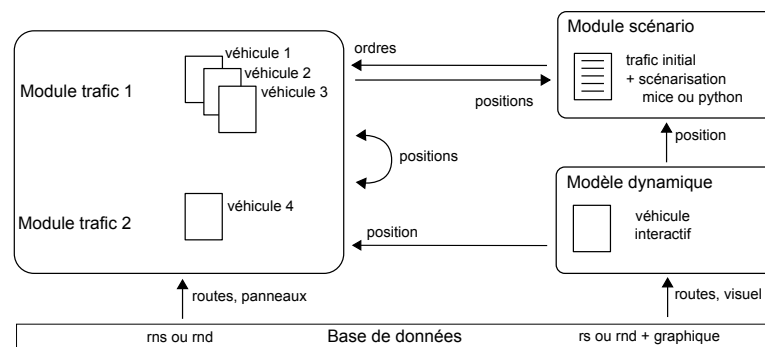 Module trafic 1
véhicule 1
véhicule 2
véhicule 3
ordres
positions
Module scénario
trafic initial
+ scénarisation
mice ou python
positions
position
Module trafic 2
véhicule 4
position
Modèle dynamique
véhicule
interactif
routes, panneaux
routes, visuel
rns ou rnd
Base de données
rs ou rnd + graphique